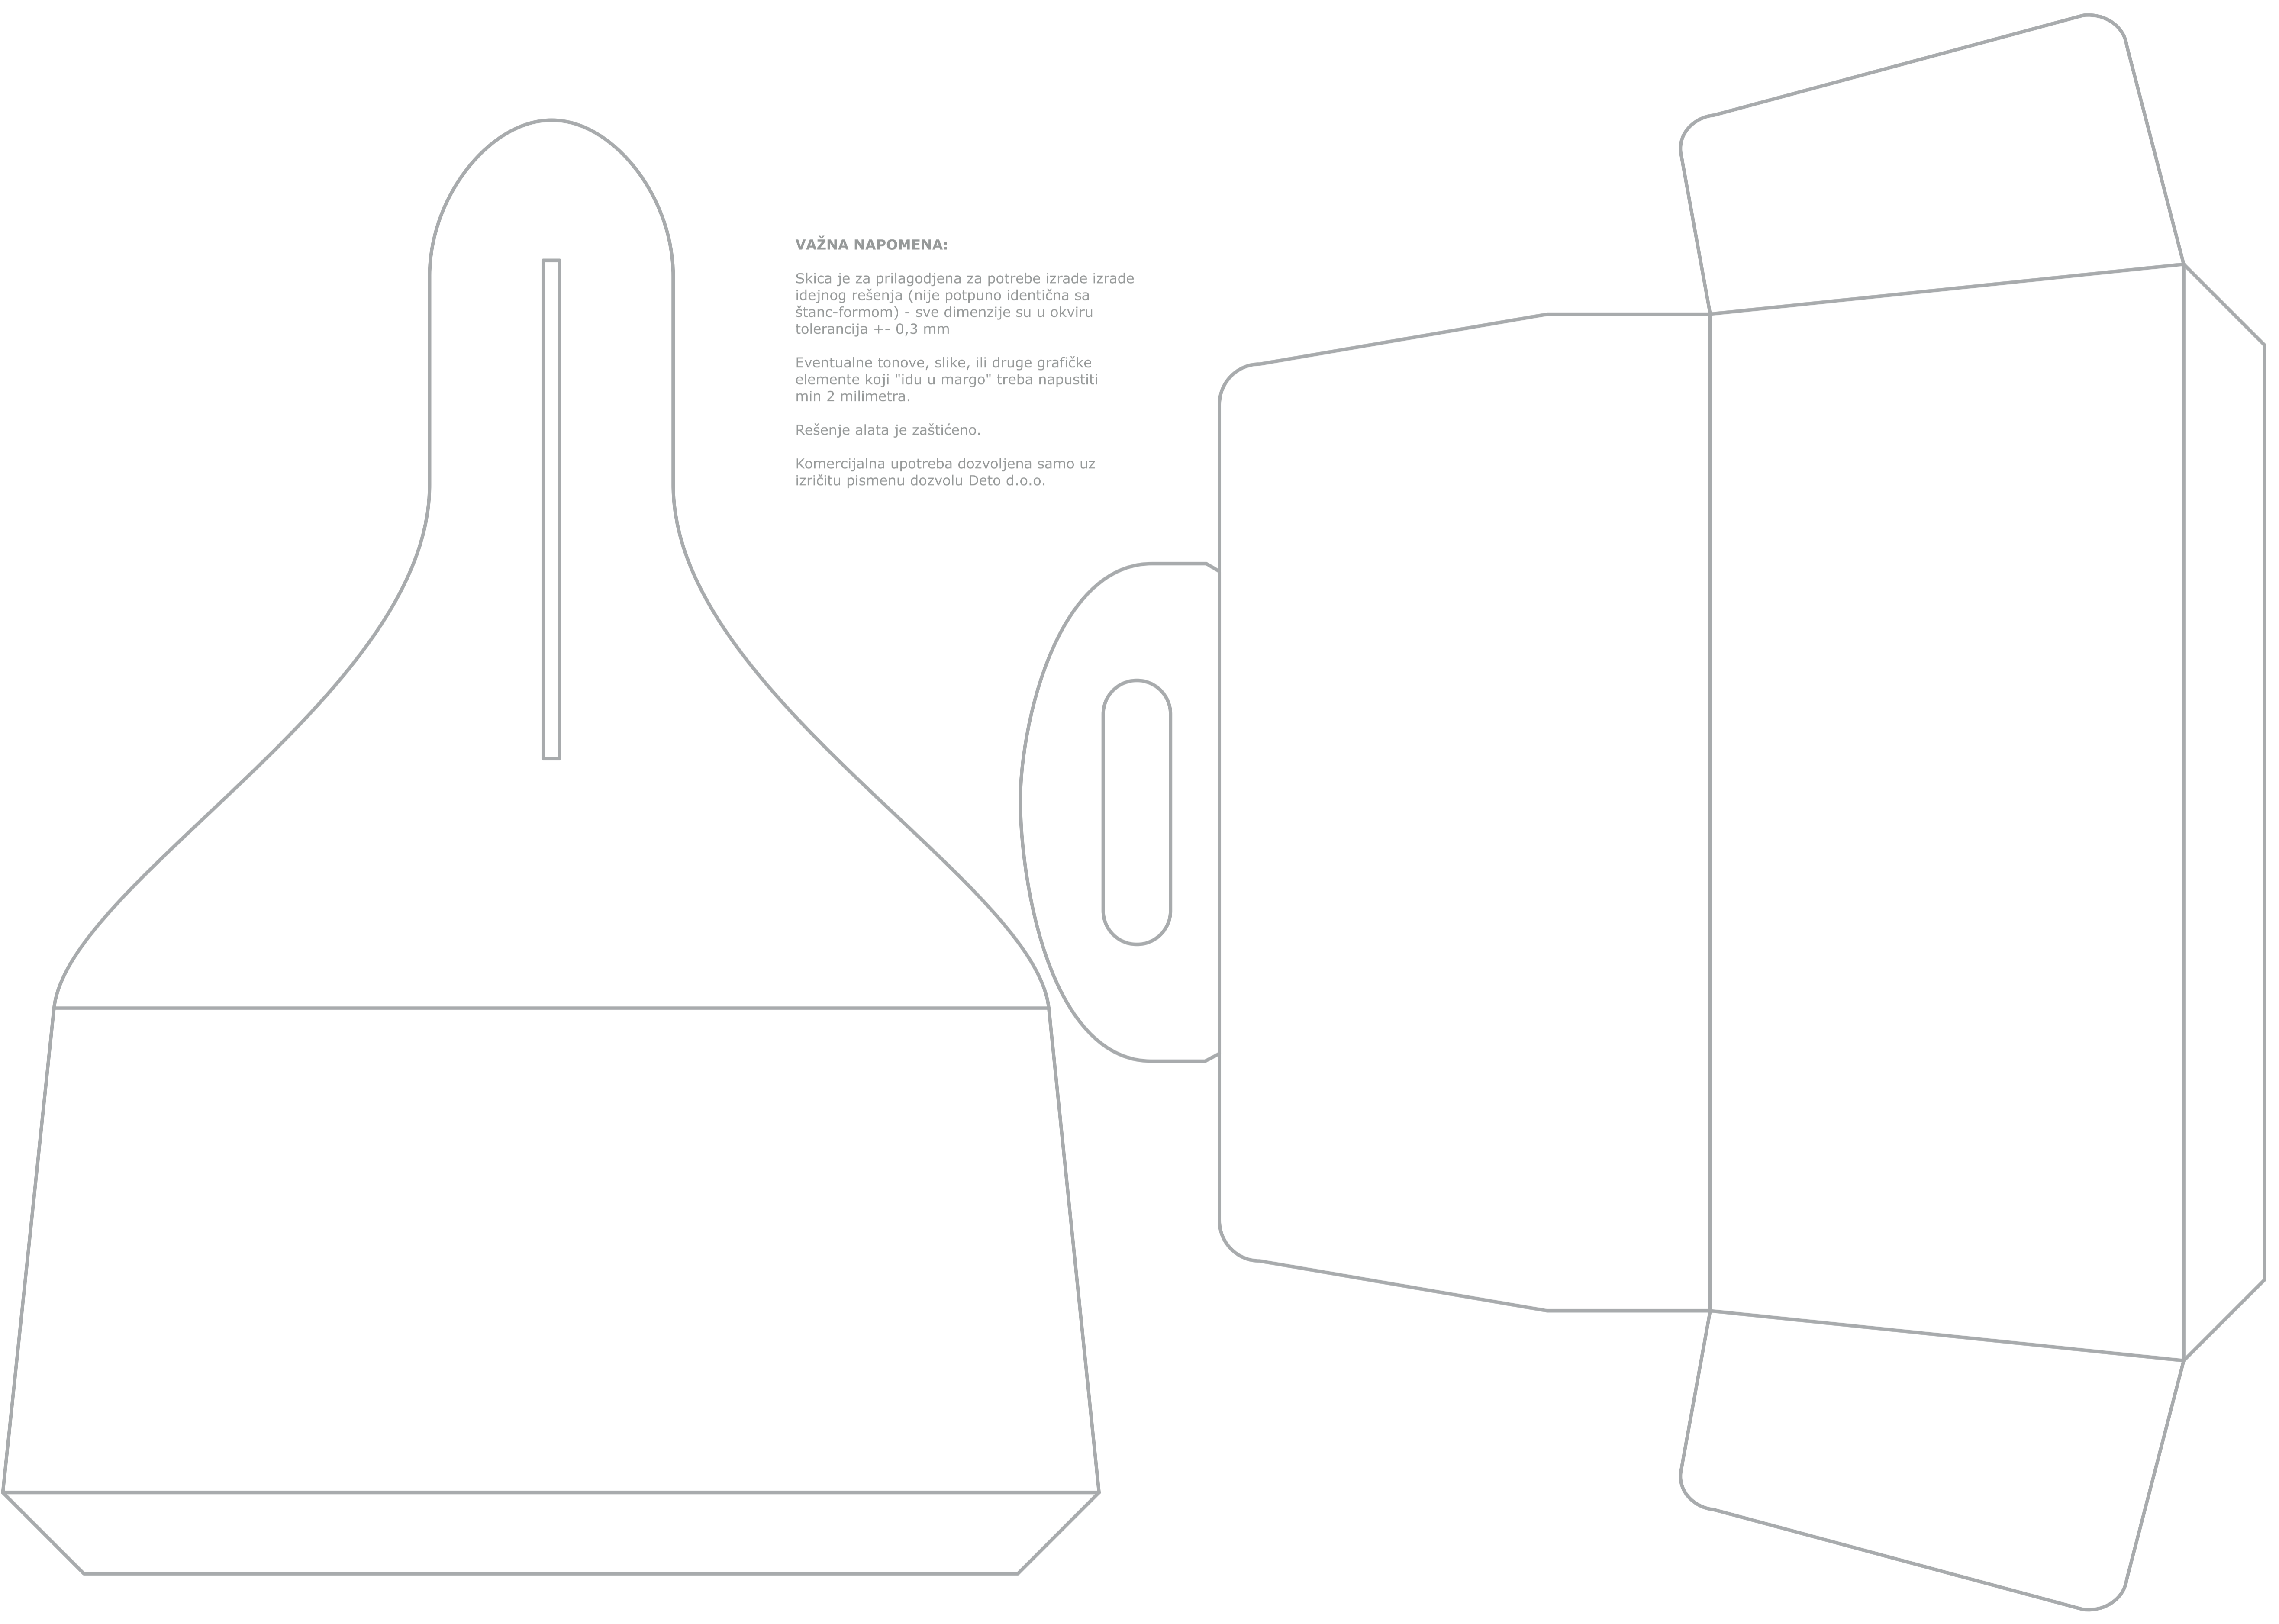 VAŽNA NAPOMENA:
Skica je za prilagodjena za potrebe izrade izrade
idejnog rešenja (nije potpuno identična sa
štanc-formom) - sve dimenzije su u okviru
tolerancija +- 0,3 mm
Eventualne tonove, slike, ili druge grafičke
elemente koji "idu u margo" treba napustiti
min 2 milimetra.
Rešenje alata je zaštićeno.
Komercijalna upotreba dozvoljena samo uz
izričitu pismenu dozvolu Deto d.o.o.